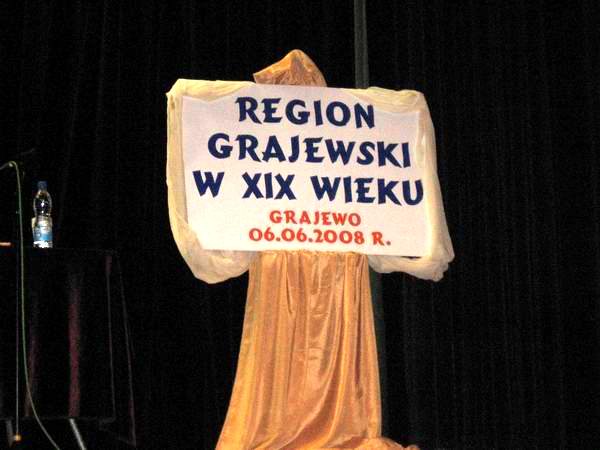 REGION
GRAJEWSKI
W XIX WIEKU
GRAJEWO
06.06.2008 R.